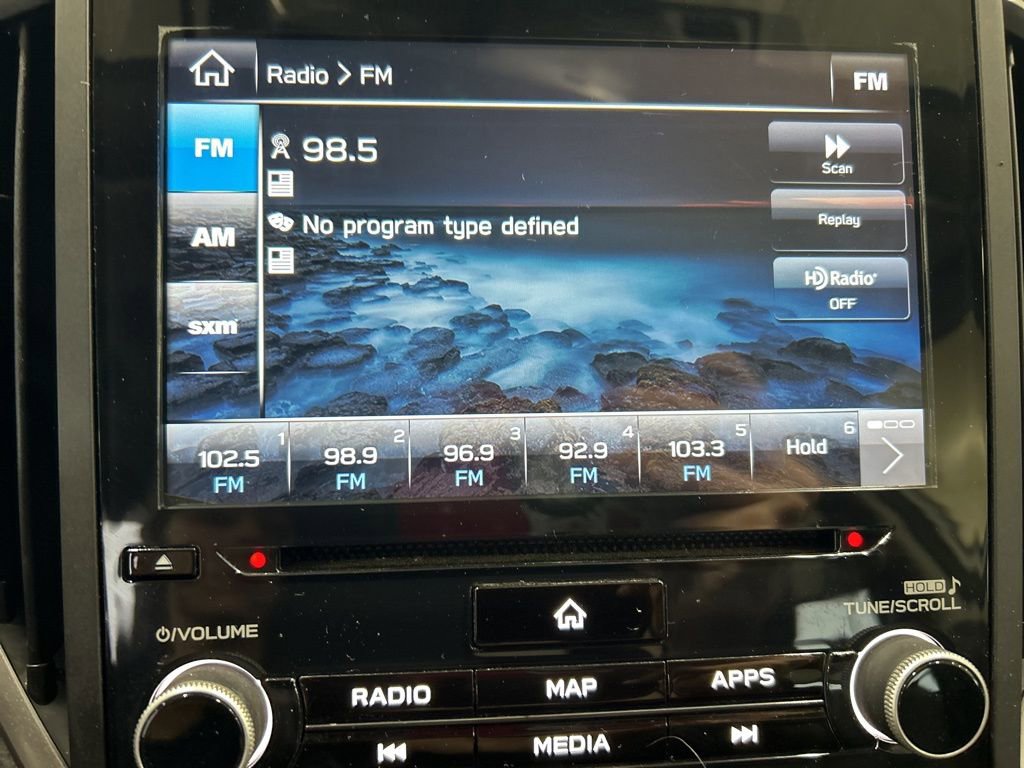 Radio > FM
FM
FM
98.5
Scan
No program type defined
Replay
AM
HD Radio
OFF
sxm
1
102.5
FM
2
98.9
FM
3
96.9
FM
4
92.9
FM
5
103.3
FM
6
Hold
HOLD
TUNE/SCROLL
/VOLUME
RADIO
MAP
APPS
MEDIA